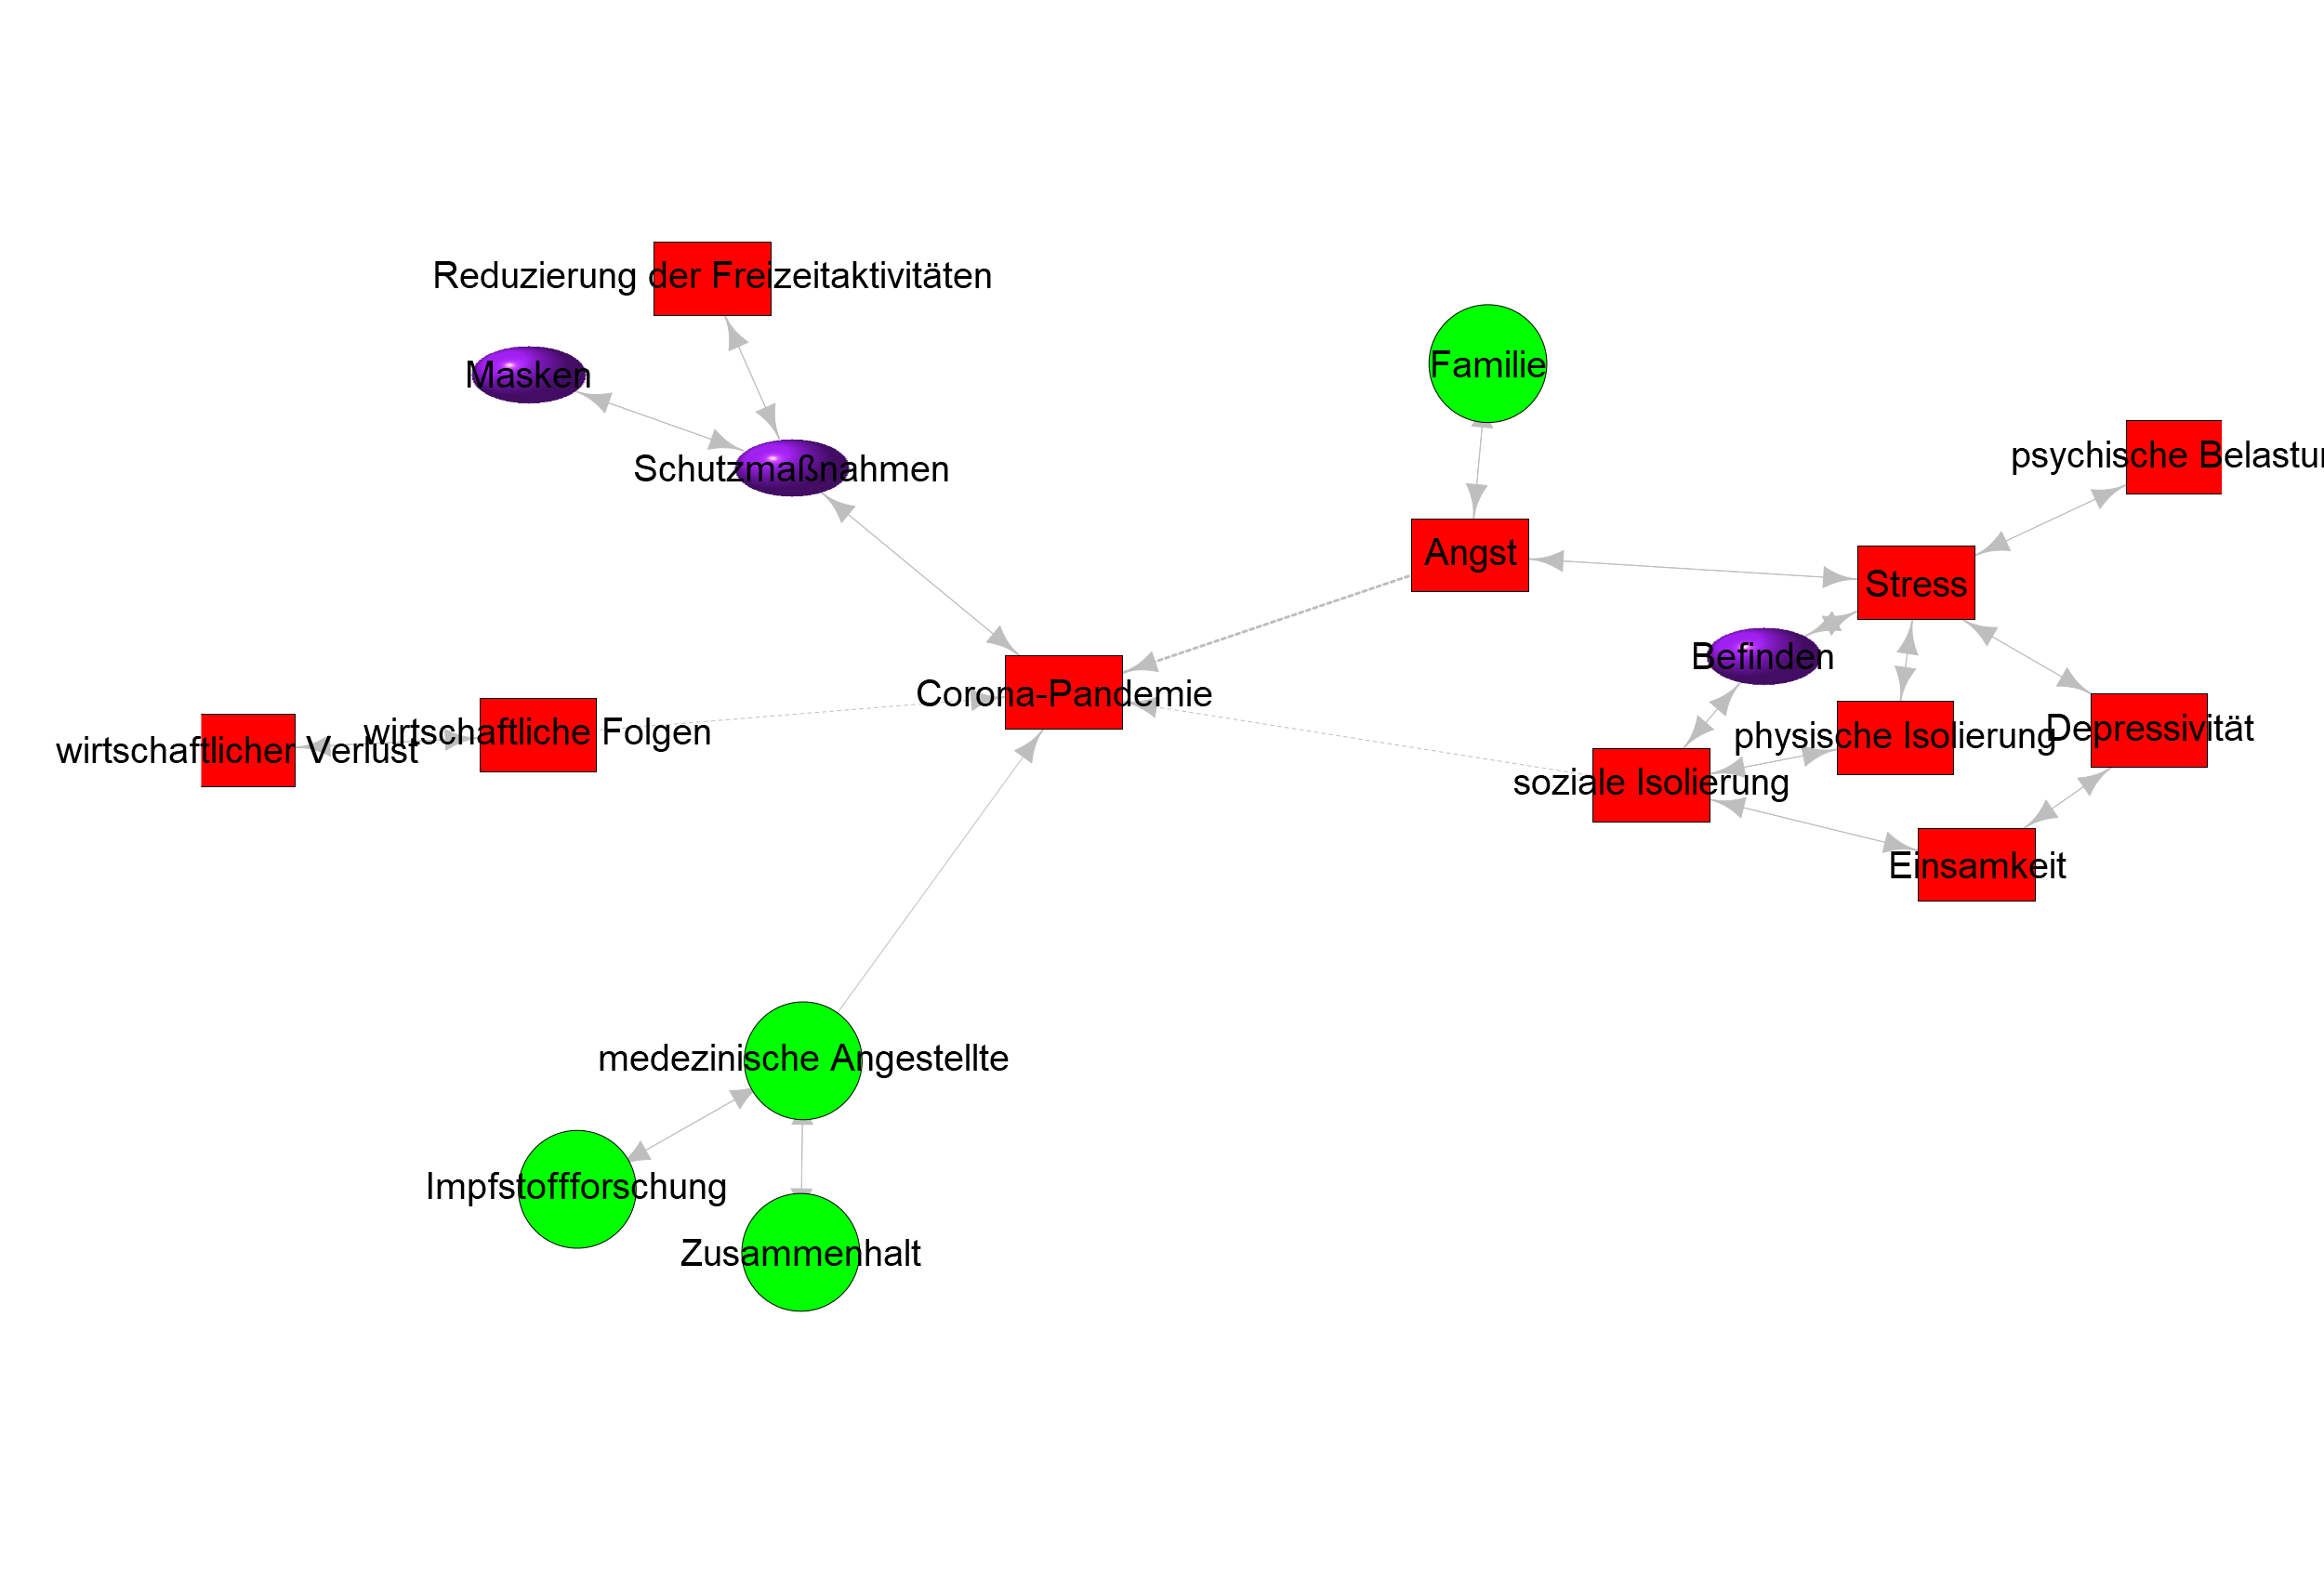 Reduzierung der Freizeitaktivitäten
Masken
Familie
Schutzmaßnahmen
psychische Belastu
Angst
Stress
Befinden
Corona-Pandemie
wirtschaftliche Folgen
wirtschaftlicher Verlust
physische Isolierung
Depressivität
soziale Isolierung
Einsamkeit
medezinische Angestellte
Impfstoffforschung
Zusammenhalt